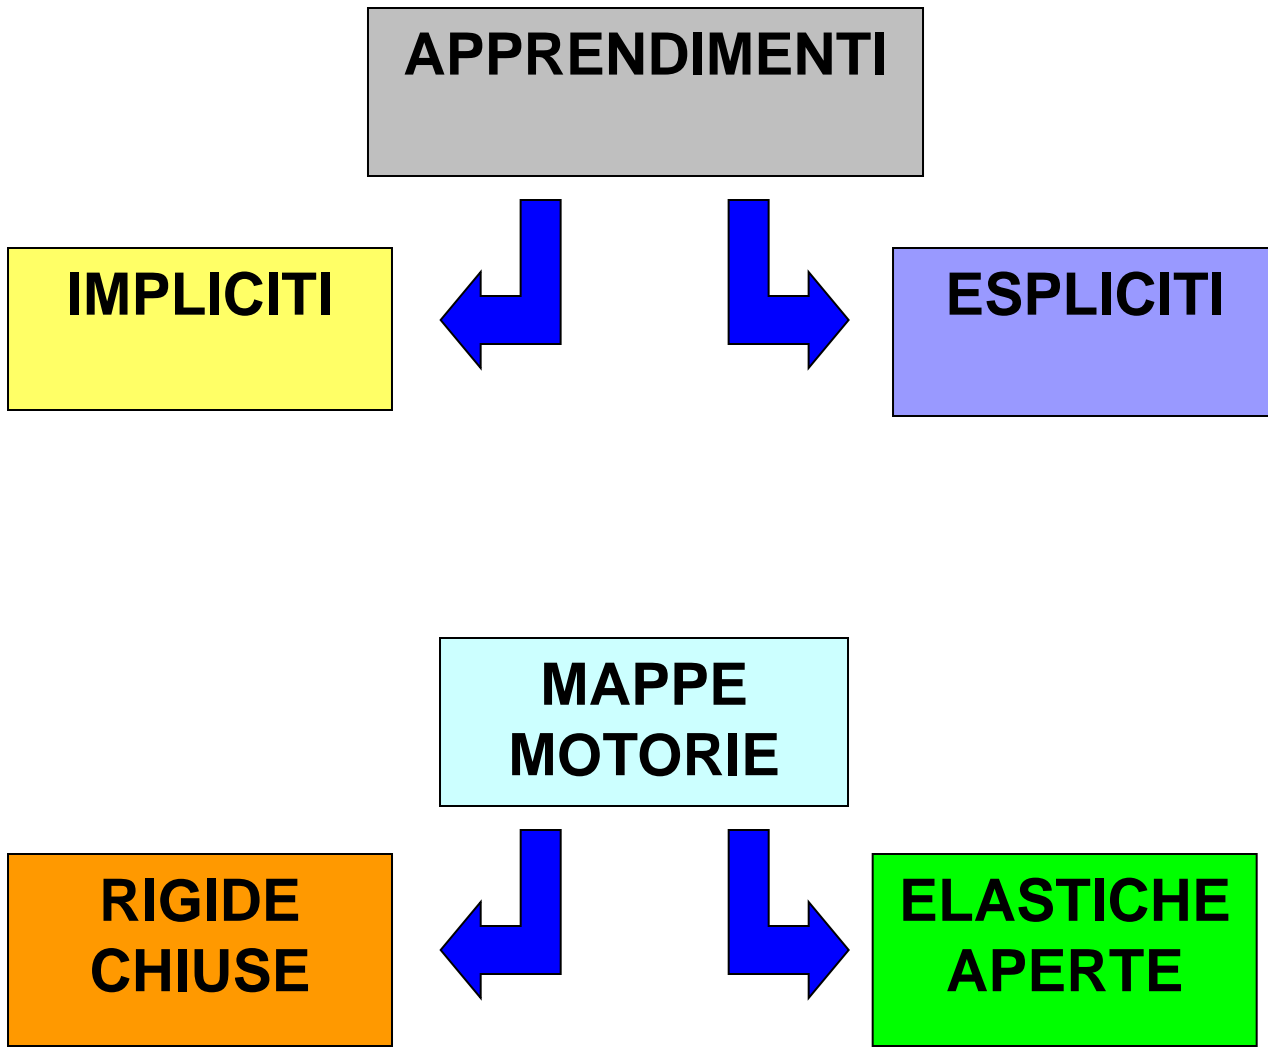 APPRENDIMENTI
IMPLICITI
ESPLICITI
MAPPE
MOTORIE
RIGIDE
CHIUSE
ELASTICHE
APERTE